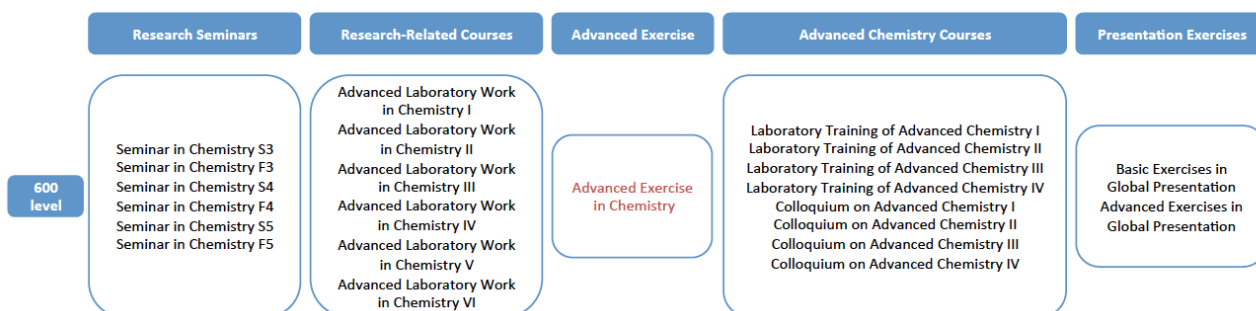 Research Seminars
Research-Related Courses
Advanced Exercise
Advanced Chemistry Courses
Presentation Exercises
600
level
Seminar in Chemistry S3
Seminar in Chemistry F3
Seminar in Chemistry S4
Seminar in Chemistry F4
Seminar in Chemistry S5
Seminar in Chemistry F5
Advanced Laboratory Work
in Chemistry I
Advanced Laboratory Work
in Chemistry II
Advanced Laboratory Work
in Chemistry III
Advanced Laboratory Work
in Chemistry IV
Advanced Laboratory Work
in Chemistry V
Advanced Laboratory Work
in Chemistry VI
Advanced Exercise
in Chemistry
Laboratory Training of Advanced Chemistry I
Laboratory Training of Advanced Chemistry II
Laboratory Training of Advanced Chemistry III
Laboratory Training of Advanced Chemistry IV
Colloquium on Advanced Chemistry I
Colloquium on Advanced Chemistry II
Colloquium on Advanced Chemistry III
Colloquium on Advanced Chemistry IV
Basic Exercises in
Global Presentation
Advanced Exercises in
Global Presentation